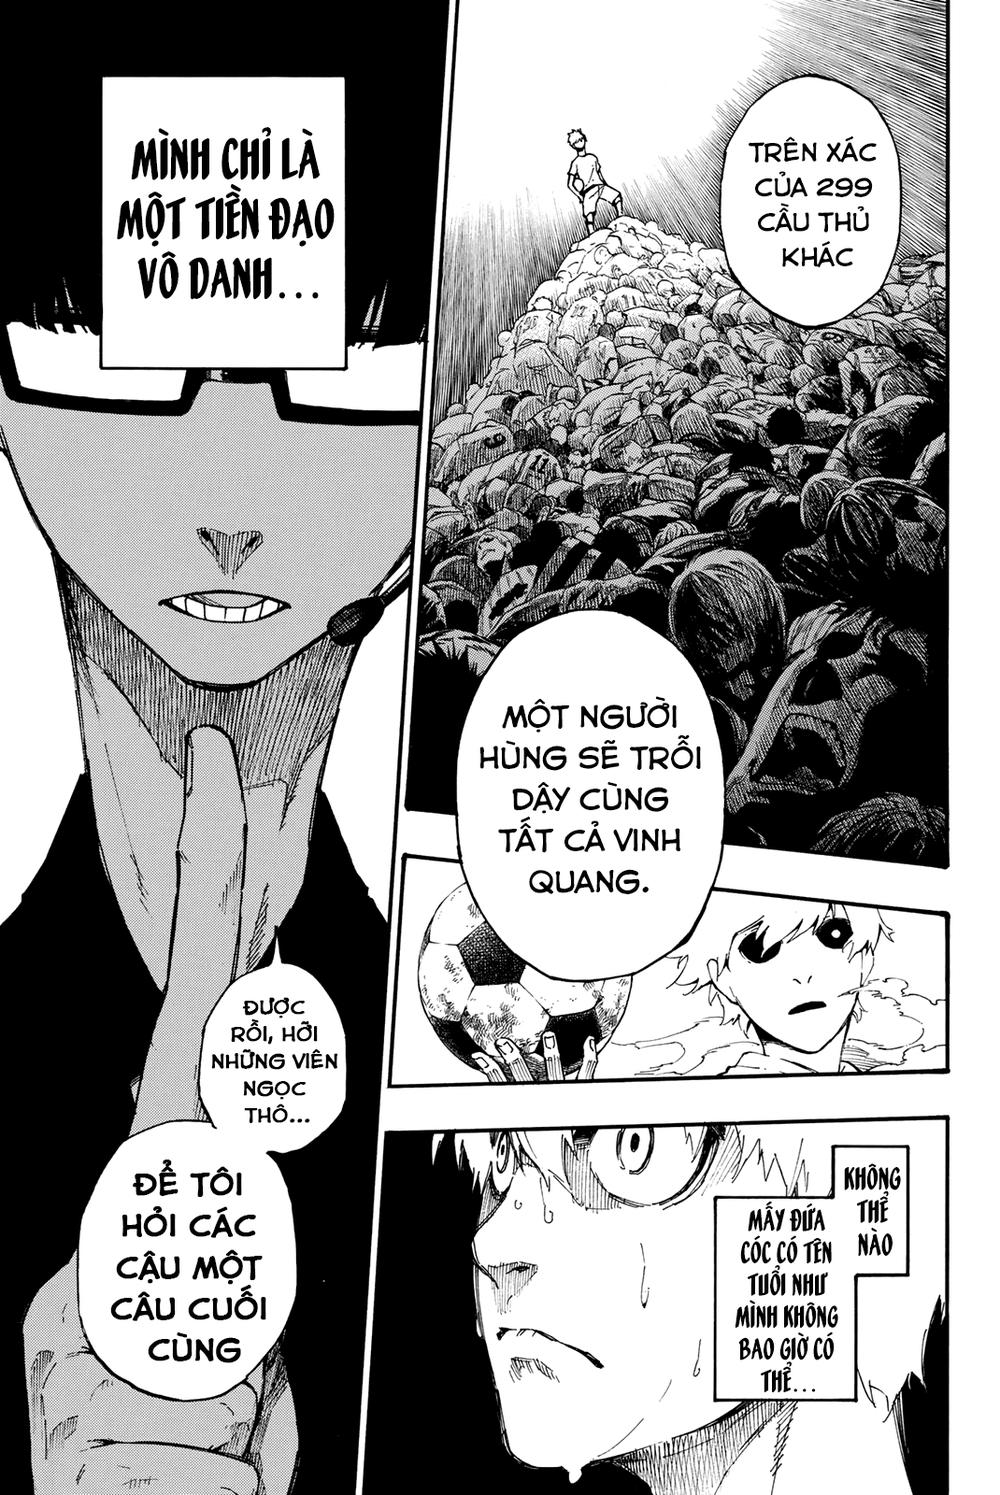 TRÊN XÁC
CỦA 299
CẦU THỦ
KHÁC
MỘT NGƯỜI
HÙNG SẼ TRỖI
DẬY CÙNG
TẤT CẢ VINH
QUANG.
KHÔNG
THỂ
NÀO
MẤY ĐỨA
CÓC CÓ TÊN
TUỔI NHƯ
MÌNH KHÔNG
BAO GIỜ CÓ
THỂ...
MÌNH CHỈ LÀ
MỘT TIỀN ĐẠO
VÔ DANH...
ĐƯỢC
RỒI, HỠI
NHỮNG VIÊN
NGỌC
THÔ...
ĐỂ TÔI
HỎI CÁC
CẬU MỘT
CÂU CUỐI
CÙNG